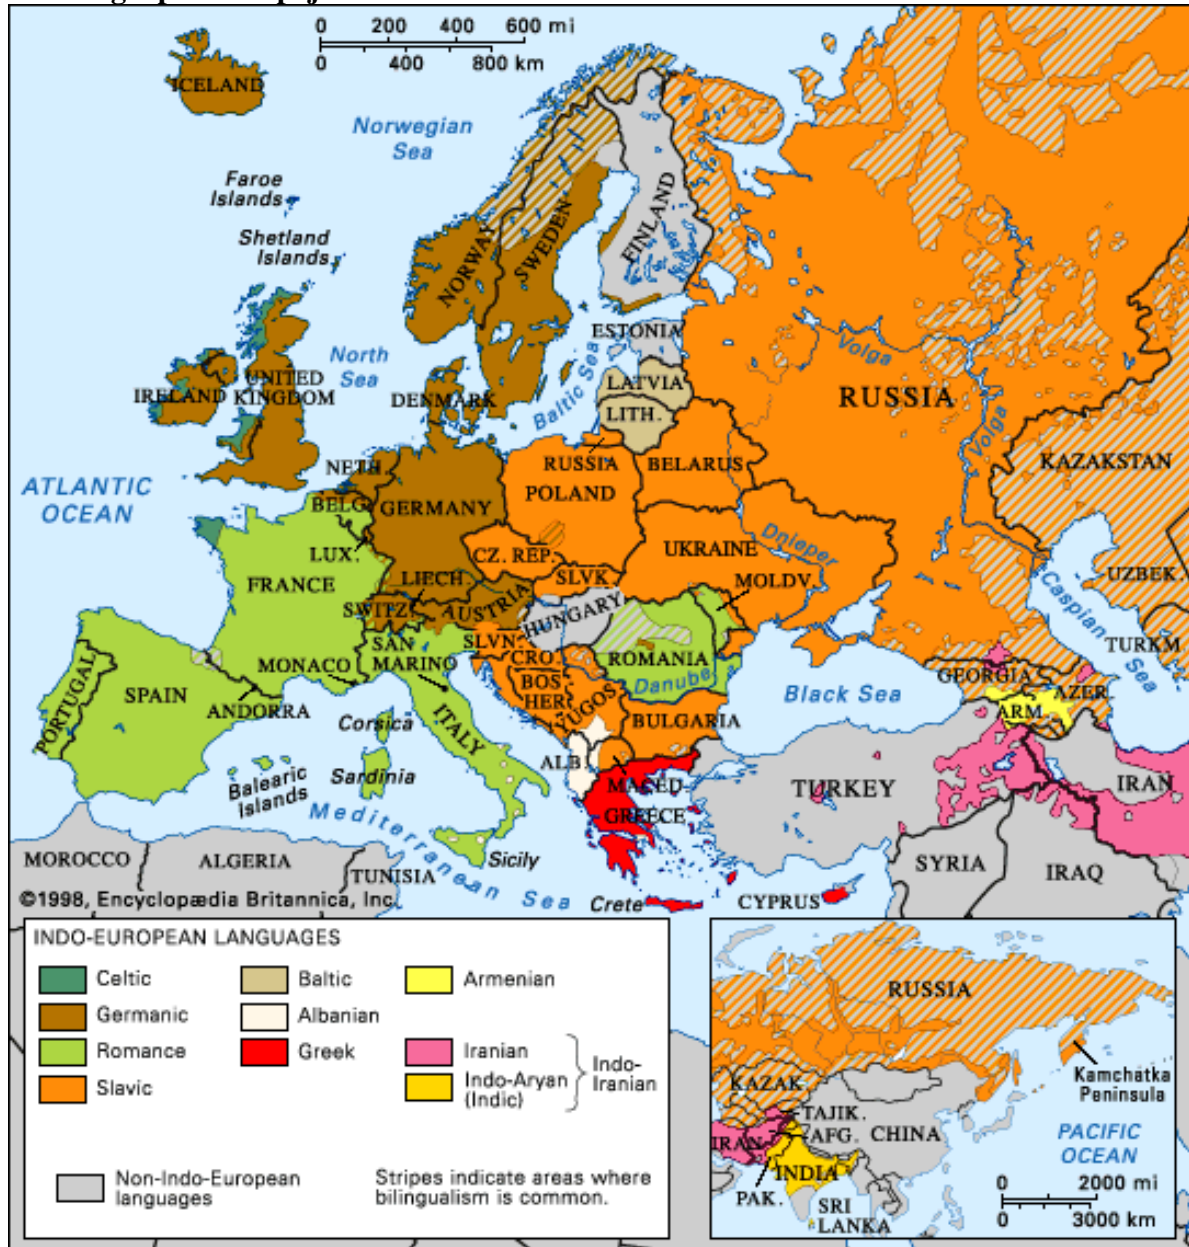 0 200 400 600 mi
0 400 800 km
ICELAND
Norwegian
Sea
Faroe
Islands
Shetland
Islands
NORWAY
SWEDEN
FINLAND
North
Sea
ESTONIA
Baltic Sea
LATVIA
LITH.
IRELAND
UNITED
KINGDOM
DENMARK
Volga
RUSSIA
Volga
NETH.
RUSSIA
BELARUS
KAZAKSTAN
ATLANTIC
OCEAN
BELG.
GERMANY
POLAND
LUX.
CZ. REP.
UKRAINE
Dnieper
FRANCE
LIECH.
SLVK.
MOLDV.
UZBEK.
SWITZ.
AUSTRIA
HUNGARY
Caspian Sea
SAN
MARINO
SLVN.
CRO.
ROMANIA
TURKM.
MONACO
BOS.
HER.
YUGOS.
Danube
Black Sea
GEORGIA
AZER.
ARM.
PORTUGAL
SPAIN
ANDORRA
Corsica
ITALY
BULGARIA
ALB.
Balearic
Islands
Sardinia
MACED.
GREECE
TURKEY
IRAN
Mediterranean Sea
MOROCCO
ALGERIA
TUNISIA
Sicily
SYRIA
IRAQ
Crete
CYPRUS
©1998, Encyclopædia Britannica, Inc.
INDO-EUROPEAN LANGUAGES
Celtic
Germanic
Romance
Slavic
Baltic
Albanian
Greek
Armenian
Iranian
Indo-Aryan
(Indic)
Indo-
Iranian
Non-Indo-European
languages
Stripes indicate areas where
bilingualism is common.
RUSSIA
KAZAK.
Kamchatka
Peninsula
TAJIK.
IRAN
AFG.
CHINA
PACIFIC
OCEAN
INDIA
PAK.
SRI
LANKA
0 2000 mi
0 3000 km